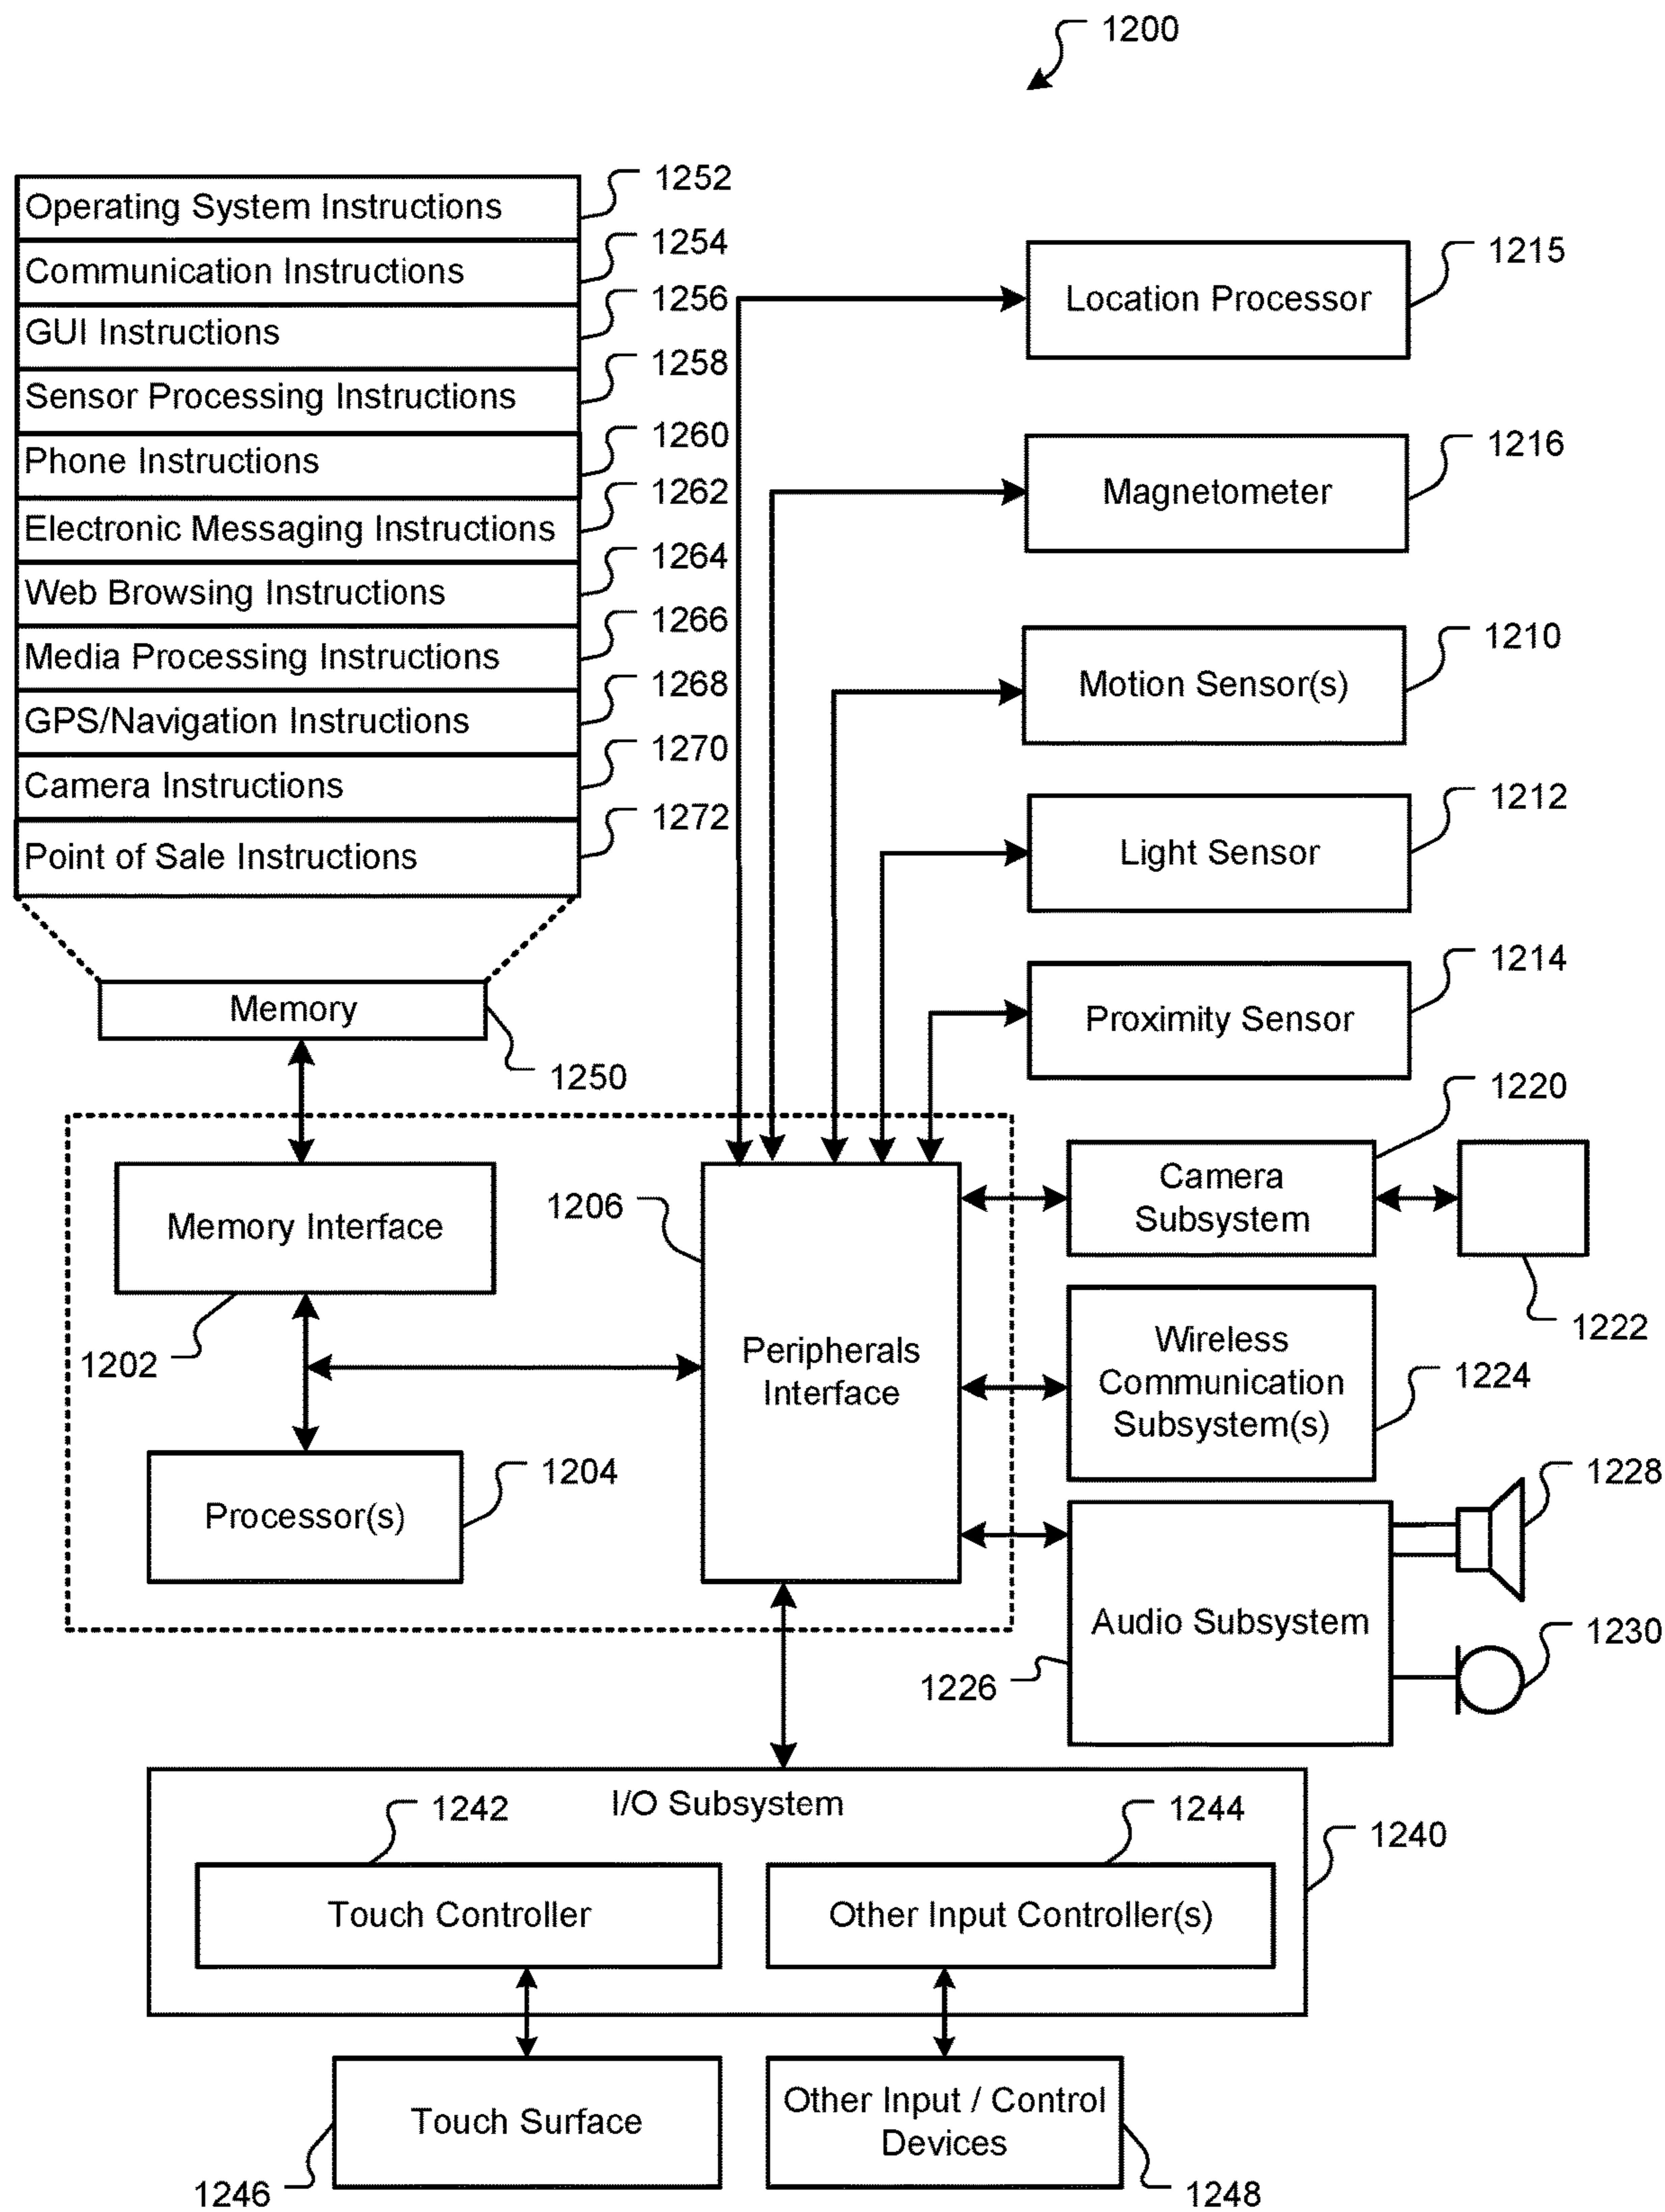 1200
Operating System Instructions
1252
Communication Instructions
1254
GUI Instructions
1256
Sensor Processing Instructions
1258
Phone Instructions
1260
Electronic Messaging Instructions
1262
Web Browsing Instructions
1264
Media Processing Instructions
1266
GPS/Navigation Instructions
1268
Camera Instructions
1270
Point of Sale Instructions
1272
Memory
1250
Location Processor
1215
Magnetometer
1216
Motion Sensor(s)
1210
Light Sensor
1212
Proximity Sensor
1214
Memory Interface
1202
Processor(s)
1204
1206
Peripherals
Interface
Camera
Subsystem
1220
1222
Wireless
Communication
Subsystem(s)
1224
Audio Subsystem
1226
1228
1230
I/O Subsystem
1240
1242
Touch Controller
1244
Other Input Controller(s)
Touch Surface
1246
Other Input / Control
Devices
1248